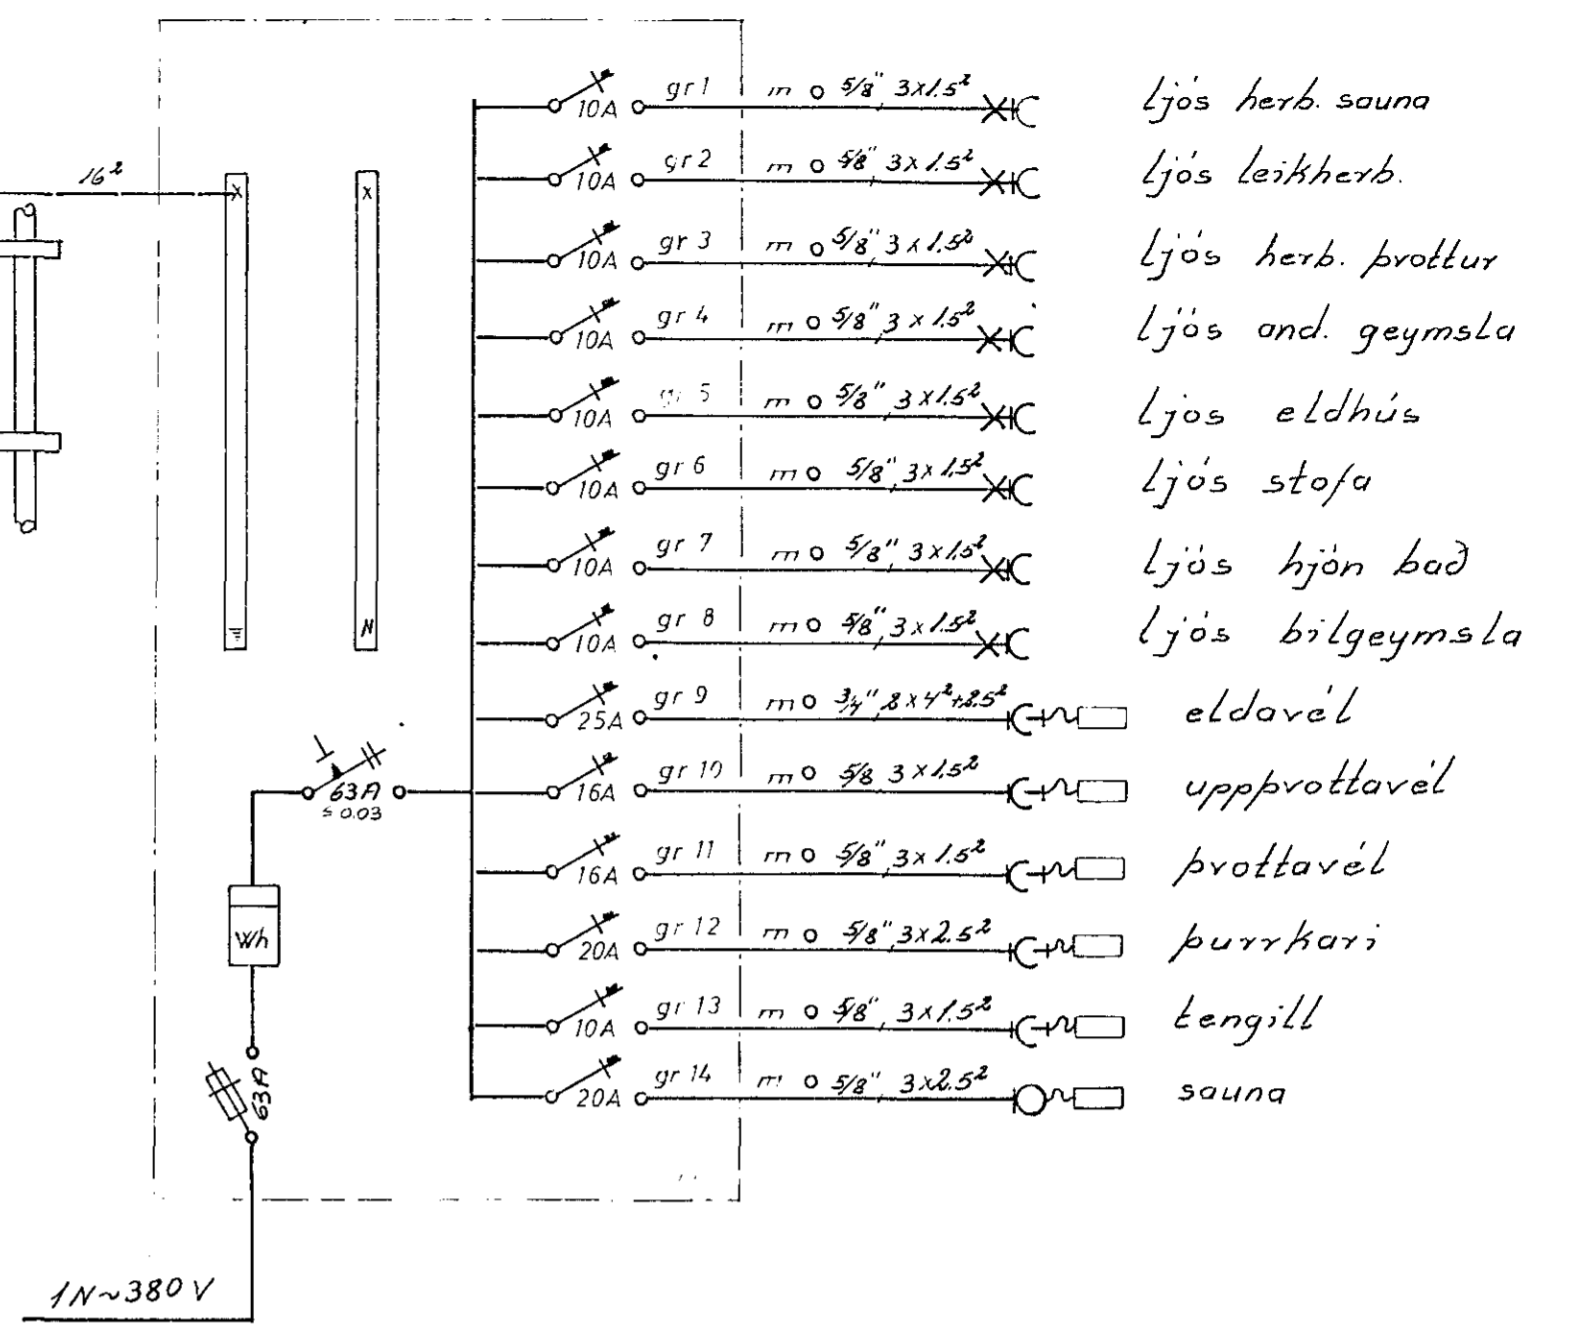 gr 1 m o 5/8", 3x1.5² ljós herb. sauna
10A
16²
gr 2 m o 5/8", 3x1.5² ljós leikherb.
10A
x x
gr 3 m o 5/8", 3x1.5² ljós herb. þvottur
10A
gr 4 m o 5/8", 3x1.5² ljós and. geymsla
10A
gr 5 m o 5/8", 3x1.5² ljós eldhús
10A
gr 6 m o 5/8", 3x1.5² ljós stofa
10A
gr 7 m o 5/8", 3x1.5² ljós hjón bað
10A
gr 8 m o 5/8", 3x1.5² ljós bilgeymsla
10A
N
gr 9 m o 3/4", 2x4²+2.5² eldavél
25A
gr 10 m o 5/8 3x1.5² uppþvottavél
16A
63A
≤ 0.03
gr 11 m o 5/8", 3x1.5² þvottavél
16A
Wh
gr 12 m o 5/8", 3x2.5² þurrkari
20A
gr 13 m o 5/8", 3x1.5² tengill
10A
63A
gr 14 m o 5/8", 3x2.5² sauna
20A
1N~380V